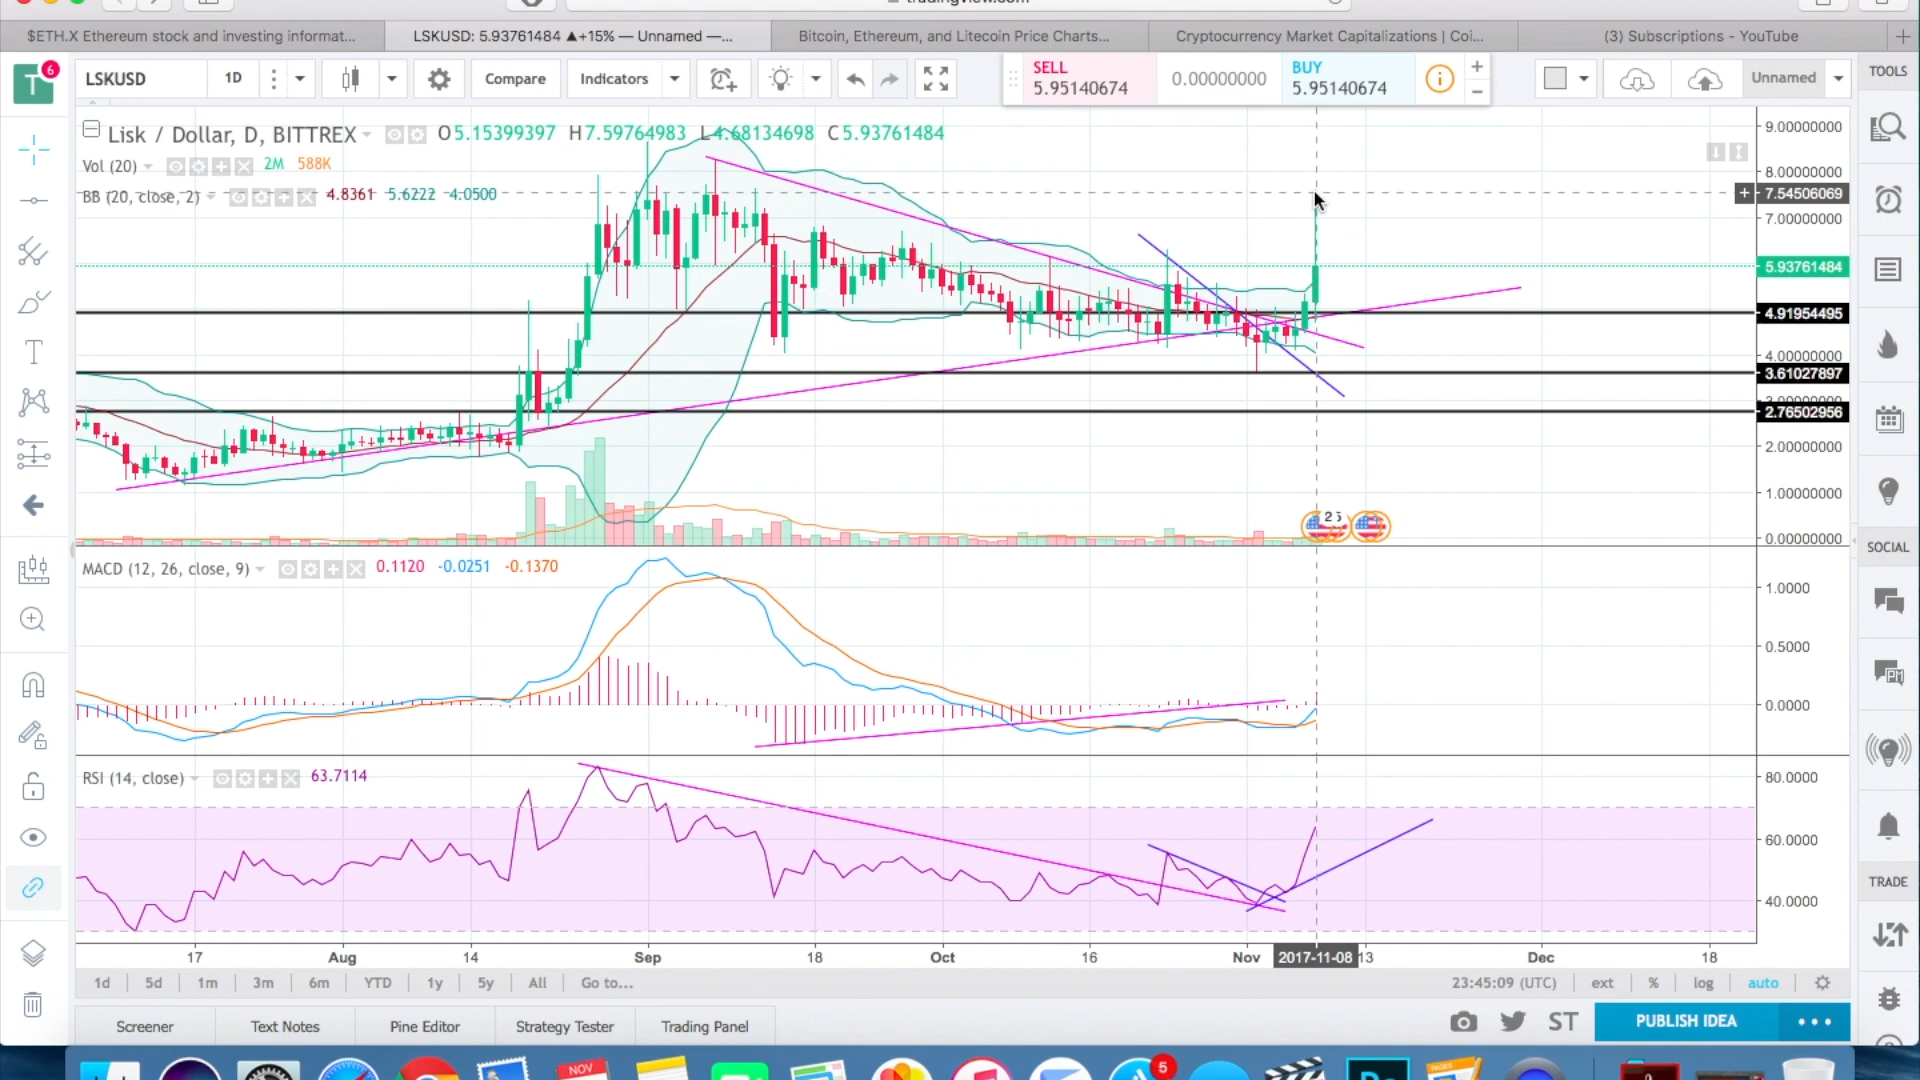 tradingview.com
$ETH.X Ethereum stock and investing informat...
LSKUSD: 5.93761484 ▲+15% — Unnamed —...
Bitcoin, Ethereum, and Litecoin Price Charts...
Cryptocurrency Market Capitalizations | Coi...
(3) Subscriptions - YouTube
T 6
LSKUSD
1D
Compare
Indicators
SELL
5.95140674
0.00000000
BUY
5.95140674
Unnamed
TOOLS
Lisk / Dollar, D, BITTREX
O5.15399397 H7.59764983 L4.68134698 C5.93761484
Vol (20) 2M 588K
BB (20, close, 2) 4.8361 5.6222 4.0500
9.00000000
8.00000000
7.54506069
7.00000000
5.93761484
4.91954495
4.00000000
3.61027897
3.00000000
2.76502956
2.00000000
1.00000000
0.00000000
MACD (12, 26, close, 9) 0.1120 -0.0251 -0.1370
1.0000
0.5000
0.0000
RSI (14, close) 63.7114
80.0000
60.0000
40.0000
SOCIAL
TRADE
17 Aug 14 Sep 18 Oct 16 Nov 2017-11-08 13 Dec 18
1d 5d 1m 3m 6m YTD 1y 5y All Go to...
23:45:09 (UTC) ext % log auto
Screener Text Notes Pine Editor Strategy Tester Trading Panel
ST PUBLISH IDEA
NOV
5